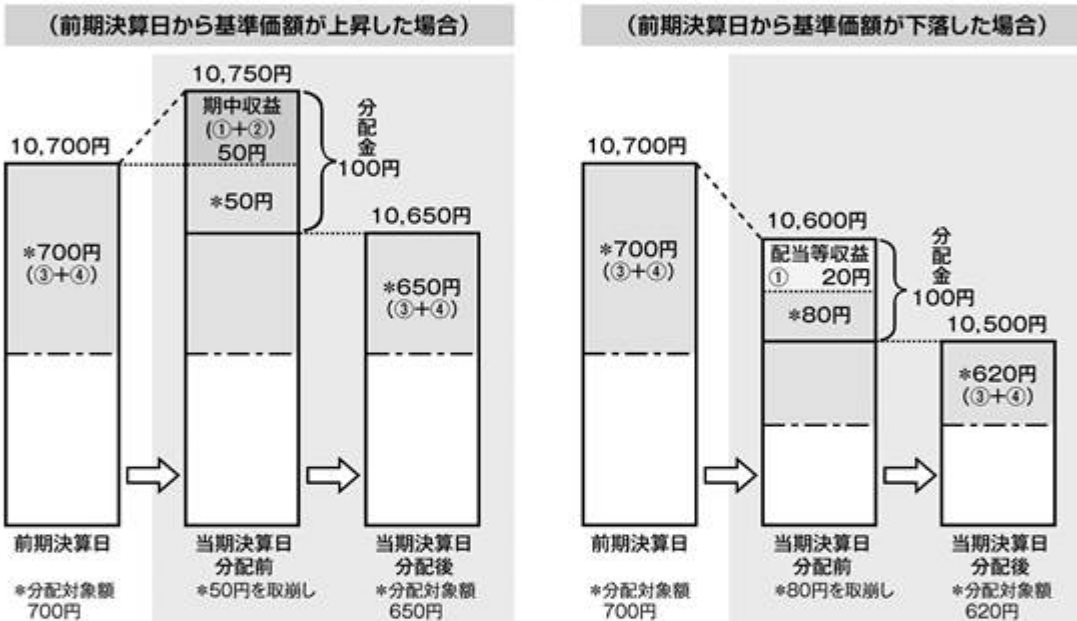 (前期決算日から基準価額が上昇した場合)
10,700円
*700円
(③+④)
10,750円
期中収益
(①+②)
50円
*50円
分配金
100円
10,650円
*650円
(③+④)
前期決算日
*分配対象額
700円
当期決算日
分配前
*50円を取崩し
当期決算日
分配後
*分配対象額
650円
(前期決算日から基準価額が下落した場合)
10,700円
*700円
(③+④)
10,600円
配当等収益
① 20円
*80円
分配金
100円
10,500円
*620円
(③+④)
前期決算日
*分配対象額
700円
当期決算日
分配前
*80円を取崩し
当期決算日
分配後
*分配対象額
620円